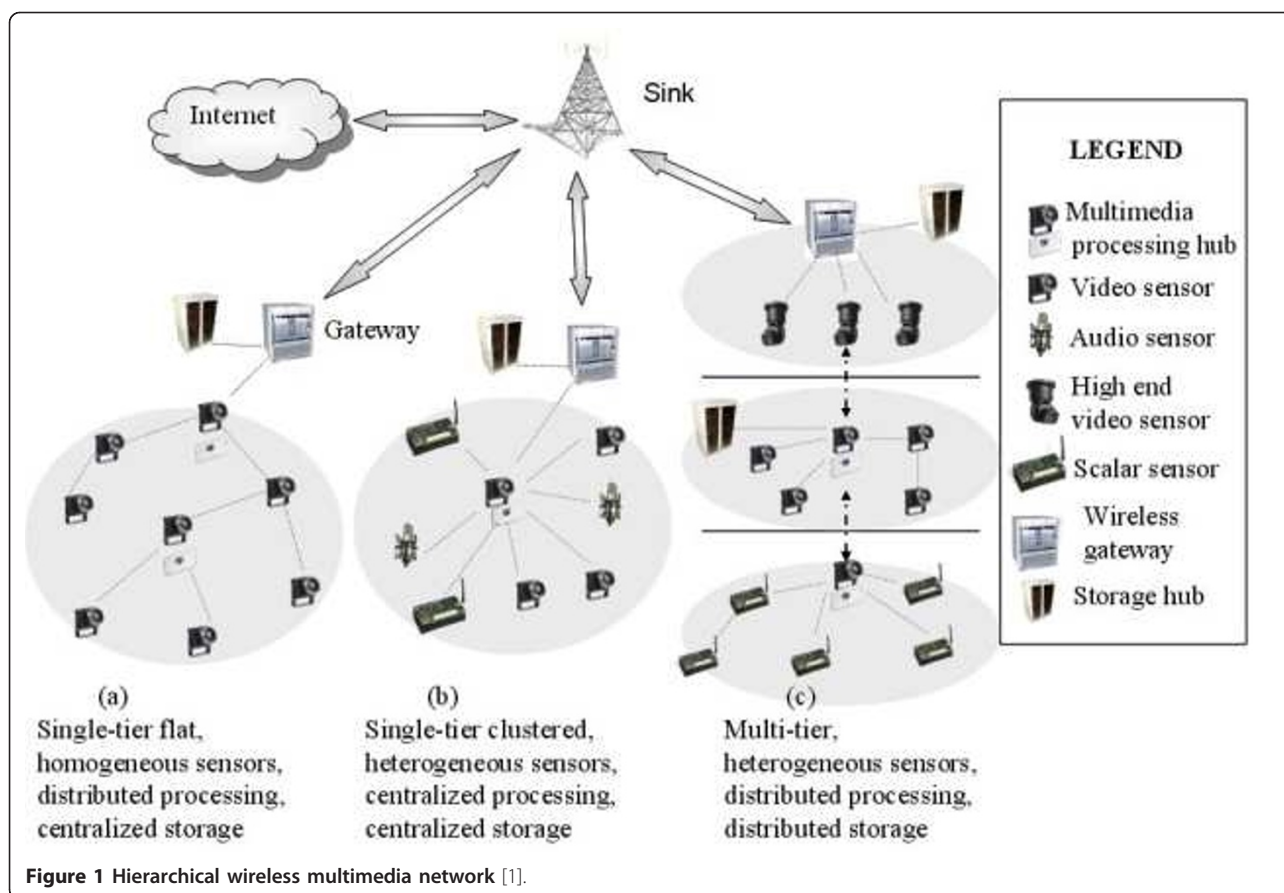 Sink
Internet
Gateway
LEGEND
Multimedia
processing hub
Video sensor
Audio sensor
High end
video sensor
Scalar sensor
Wireless
gateway
Storage hub
(a)
Single-tier flat,
homogeneous sensors,
distributed processing,
centralized storage
(b)
Single-tier clustered,
heterogeneous sensors,
centralized processing,
centralized storage
(c)
Multi-tier,
heterogeneous sensors,
distributed processing,
distributed storage
Figure 1 Hierarchical wireless multimedia network [1].